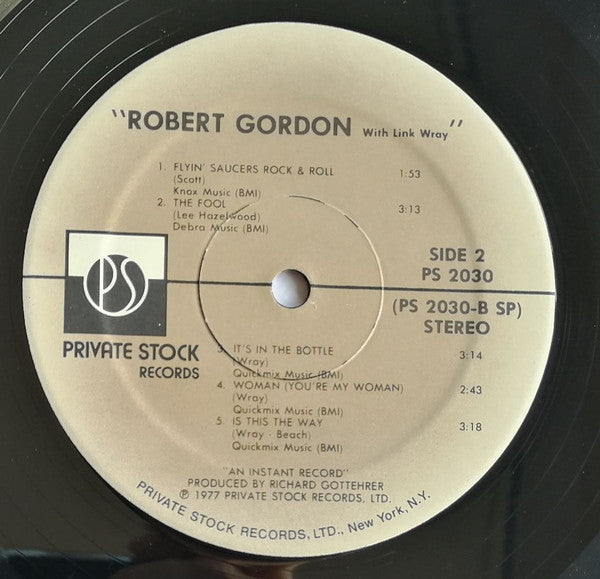 "ROBERT GORDON With Link Wray"
1. FLYIN' SAUCERS ROCK & ROLL 1:53
(Scott)
Knox Music (BMI)
2. THE FOOL 3:13
(Lee Hazelwood)
Debra Music (BMI)
SIDE 2
PS 2030
PS
(PS 2030-B SP)
STEREO
PRIVATE STOCK
RECORDS
3. IT'S IN THE BOTTLE 3:14
(Wray)
Quickmix Music (BMI)
4. WOMAN (YOU'RE MY WOMAN) 2:43
(Wray)
Quickmix Music (BMI)
5. IS THIS THE WAY 3:18
(Wray - Beach)
Quickmix Music (BMI)
"AN INSTANT RECORD"
PRODUCED BY RICHARD GOTTEHRER
℗ 1977 PRIVATE STOCK RECORDS, LTD.
PRIVATE STOCK RECORDS, LTD., New York, N.Y.